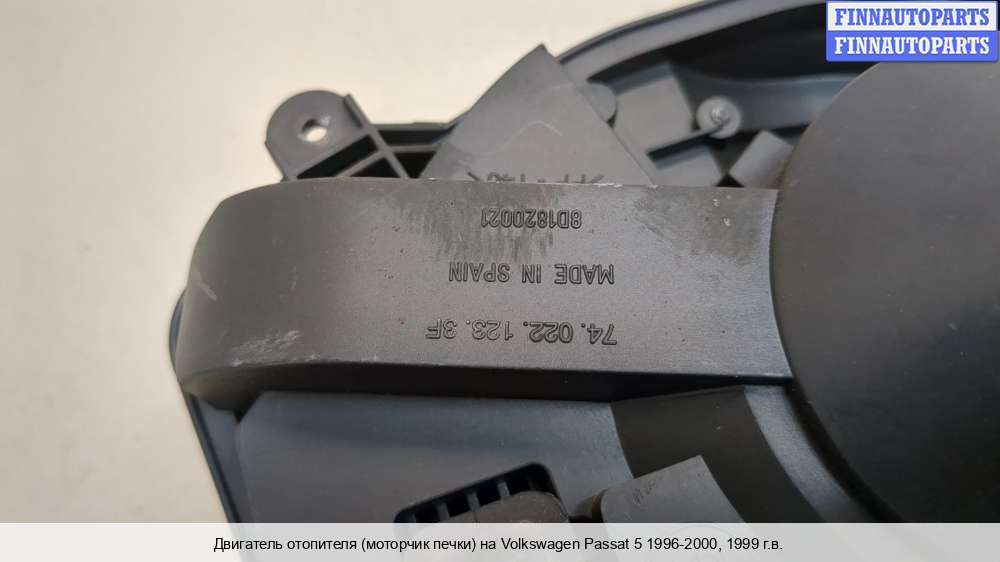 FINNAUTOPARTS
FINNAUTOPARTS
74. 022. 123. 3F
MADE IN SPAIN
8D1820021
Двигатель отопителя (моторчик печки) на Volkswagen Passat 5 1996-2000, 1999 г.в.